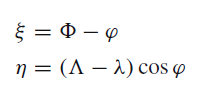 ξ = Φ − φ
η = (Λ − λ) cos φ